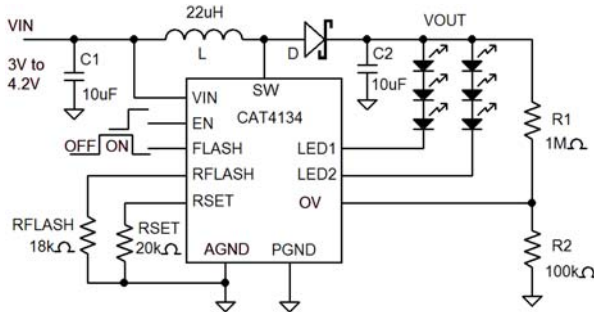 VIN
22uH
VOUT
L
D
C1
C2
3V to
4.2V
10uF
10uF
SW
VIN
CAT4134
EN
R1
1MΩ
OFF ON
FLASH
LED1
RFLASH
LED2
RSET
OV
RFLASH
18kΩ
RSET
20kΩ
AGND
PGND
R2
100kΩ